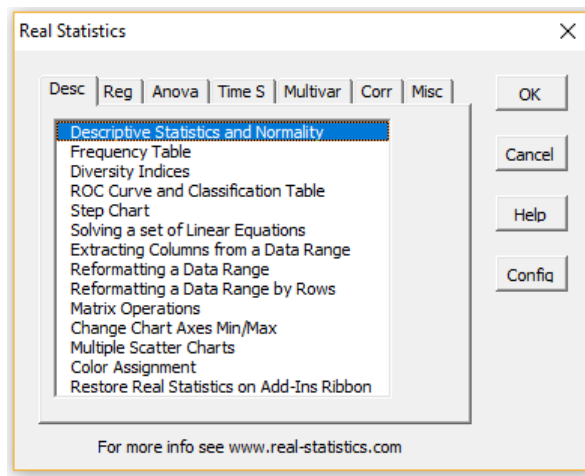 Real Statistics
Desc Reg Anova Time S Multivar Corr Misc
OK
Descriptive Statistics and Normality
Frequency Table
Diversity Indices
Cancel
ROC Curve and Classification Table
Step Chart
Solving a set of Linear Equations
Help
Extracting Columns from a Data Range
Reformatting a Data Range
Config
Reformatting a Data Range by Rows
Matrix Operations
Change Chart Axes Min/Max
Multiple Scatter Charts
Color Assignment
Restore Real Statistics on Add-Ins Ribbon
For more info see www.real-statistics.com